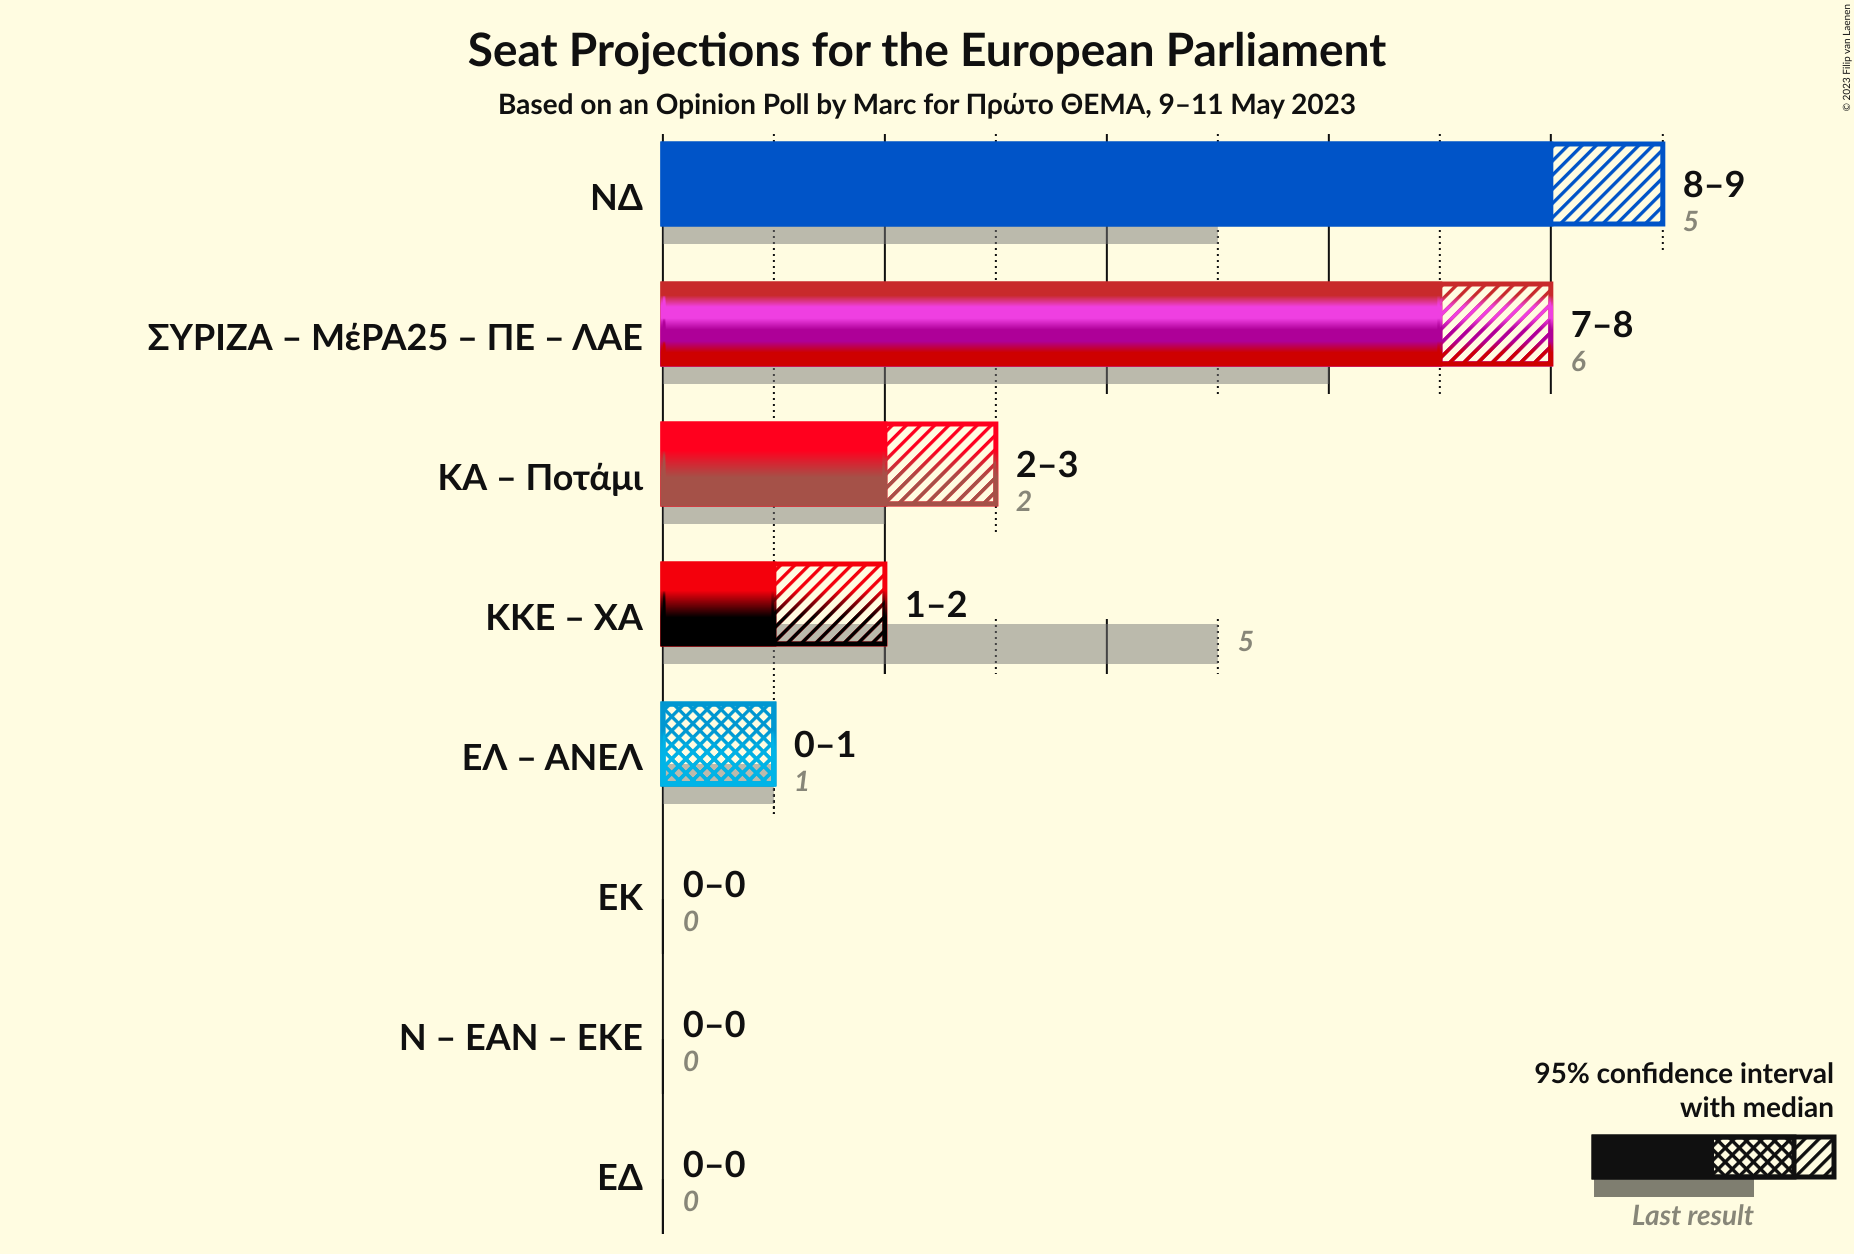 Seat Projections for the European Parliament
Based on an Opinion Poll by Marc for Πρώτο ΘΕΜΑ, 9–11 May 2023
© 2023 Filip van Laenen
ΝΔ
8–9
5
ΣΥΡΙΖΑ – ΜέΡΑ25 – ΠΕ – ΛΑΕ
7–8
6
ΚΑ – Ποτάμι
2–3
2
ΚΚΕ – ΧΑ
1–2
5
ΕΛ – ΑΝΕΛ
0–1
1
ΕΚ
0–0
0
Ν – ΕΑΝ – ΕΚΕ
0–0
0
ΕΔ
0–0
0
95% confidence interval
with median
Last result